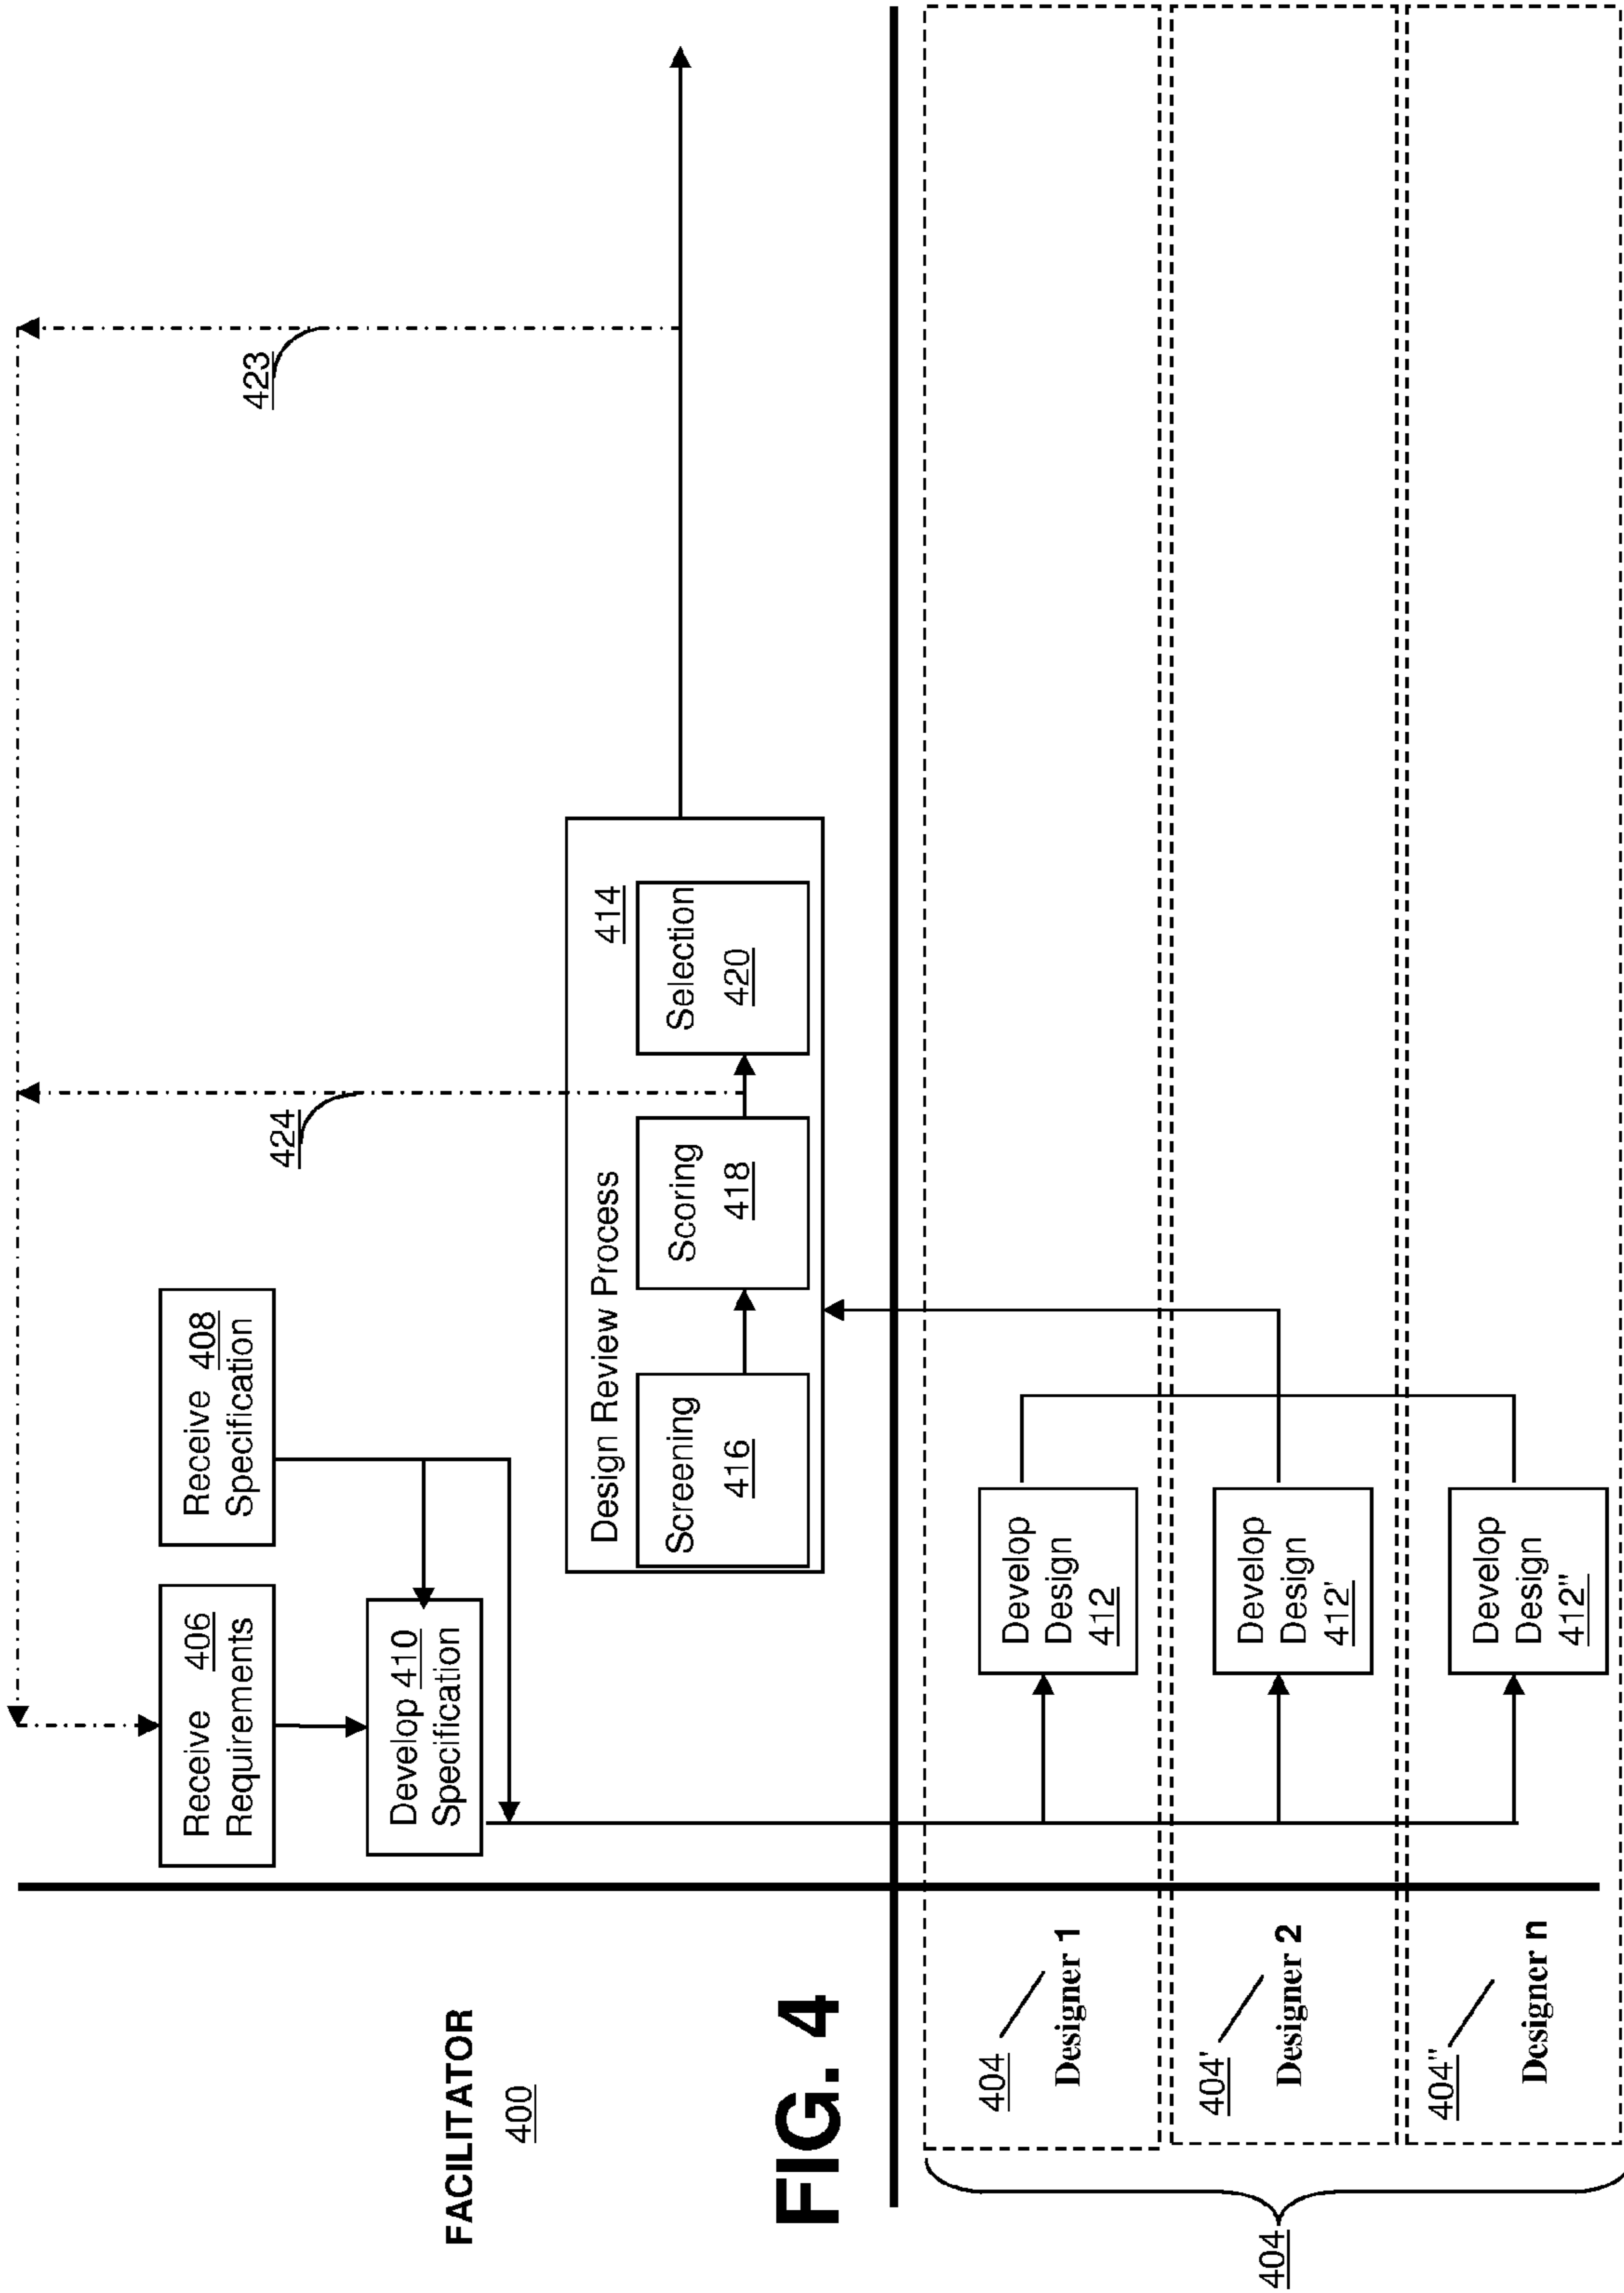 423
424
Receive 406
Requirements
Receive 408
Specification
Develop 410
Specification
FACILITATOR
400
Design Review Process
414
Screening
416
Scoring
418
Selection
420
FIG. 4
404
404
Designer 1
Develop
Design
412
404'
Designer 2
Develop
Design
412'
404"
Designer n
Develop
Design
412"